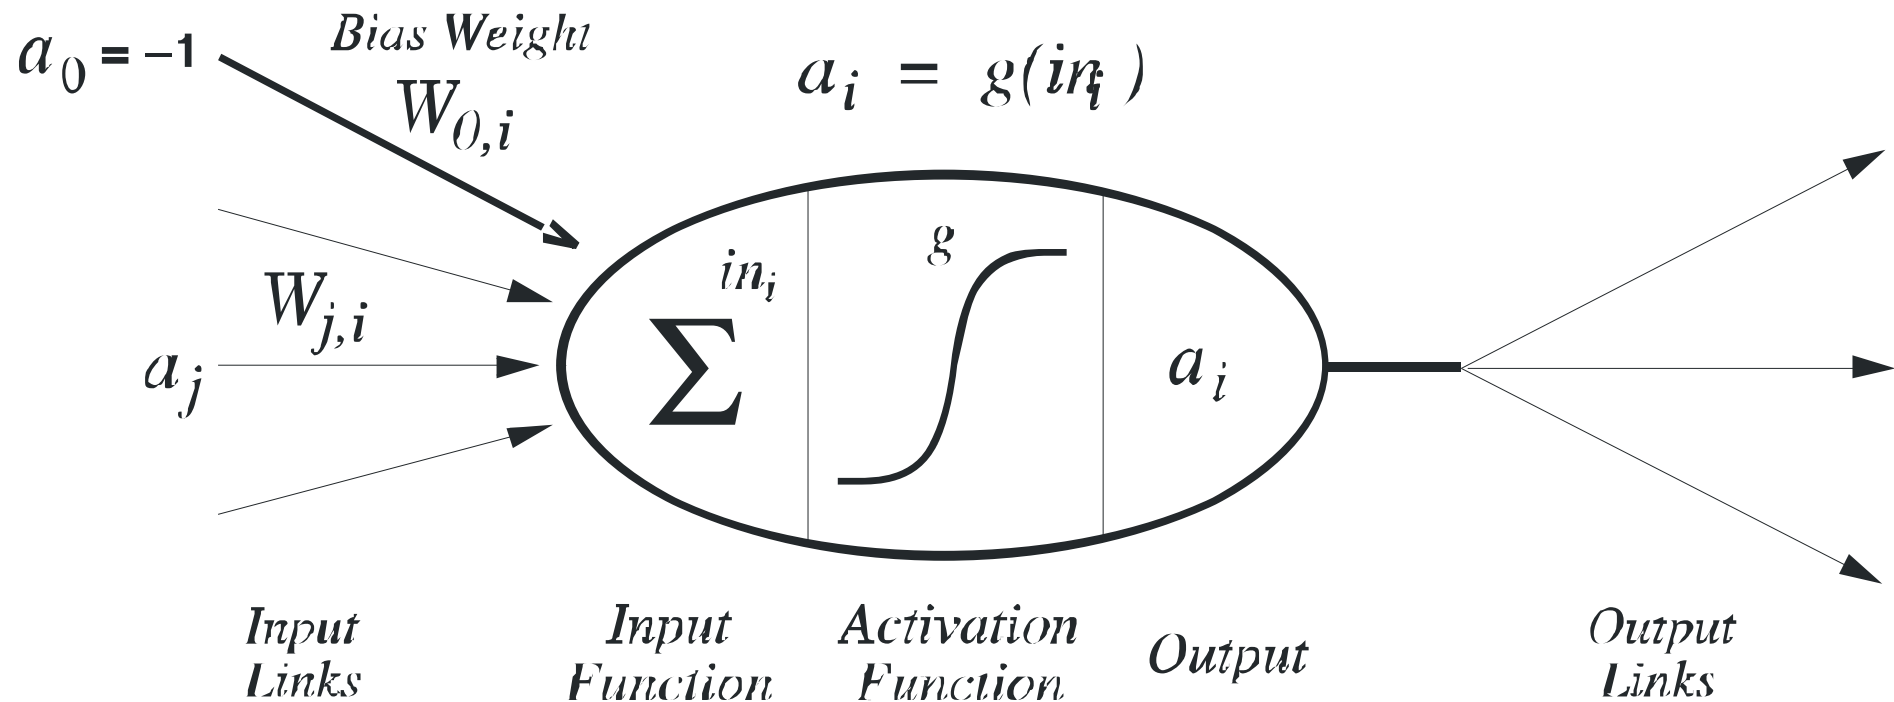 a0 = −1
Bias Weight
W0,i
ai = g(ini)
Wj,i
aj
ini
Σ
g
ai
Input
Links
Input
Function
Activation
Function
Output
Output
Links